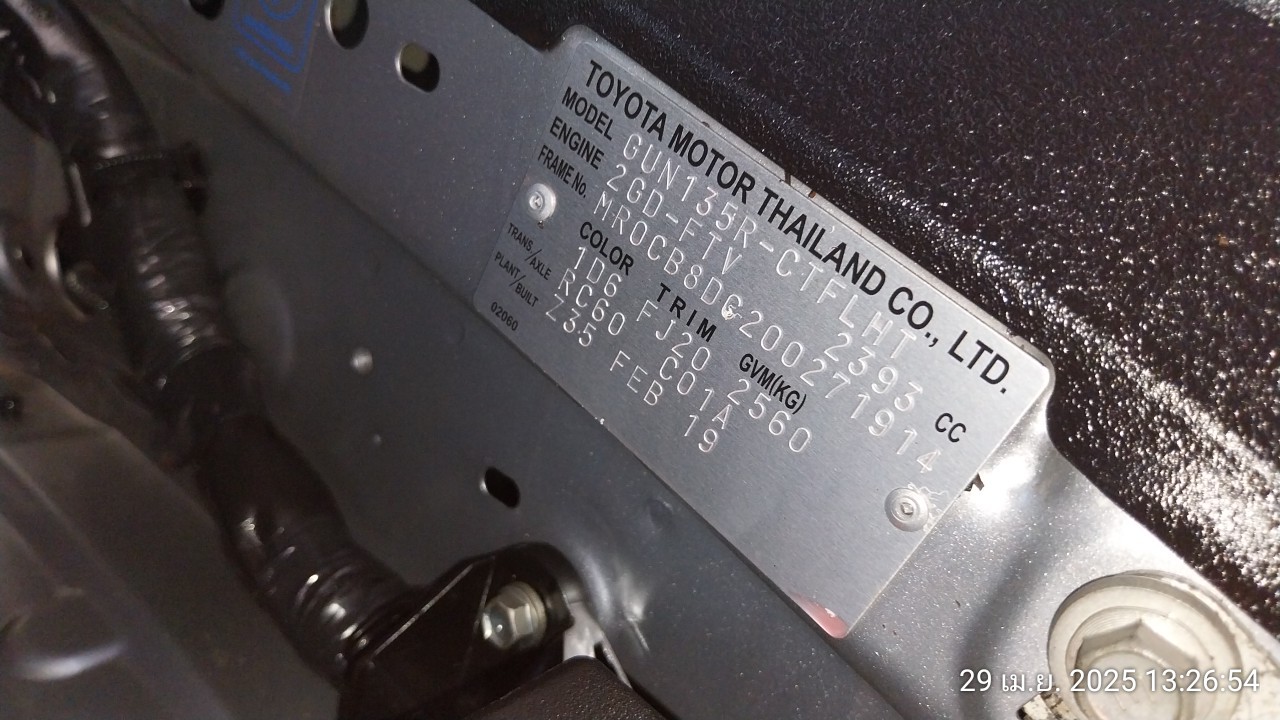 TOYOTA MOTOR THAILAND CO., LTD.
MODEL GUN135R-CTFLHT
ENGINE 2GD-FTV 2393 CC
FRAME No. MR0CB8DG200271914
COLOR TRIM GVM(KG)
1D6 FJ20 2560
TRANS/AXLE RC60 C01A
PLANT/BUILT Z35 FEB 19
02060
29 เม.ย. 2025 13:26:54